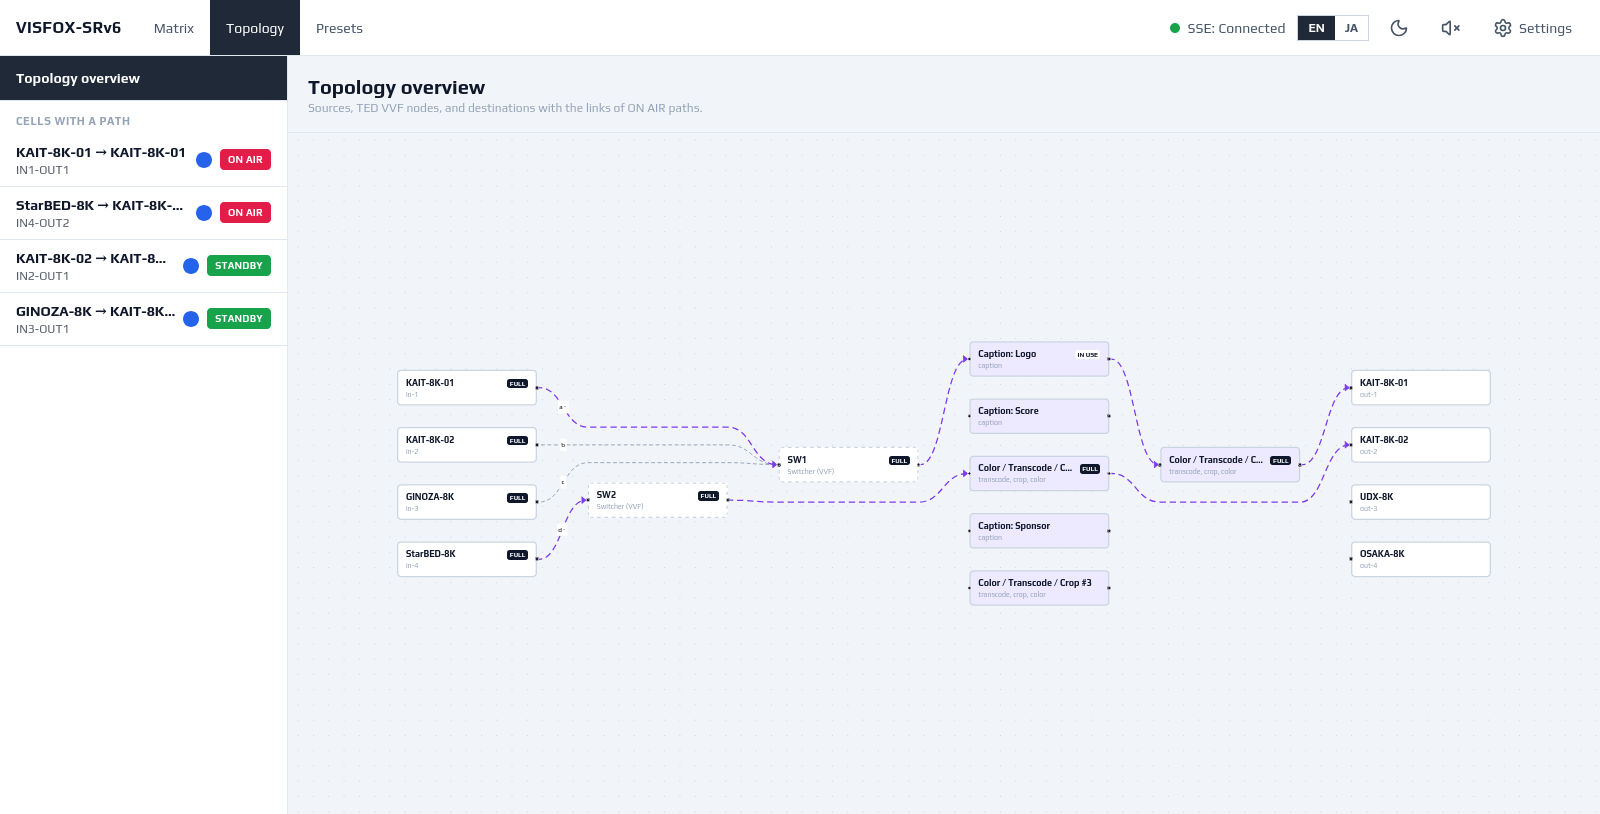 VISFOX-SRv6
Matrix
Topology
Presets
SSE: Connected
EN
JA
Settings
Topology overview
CELLS WITH A PATH
KAIT-8K-01 → KAIT-8K-01
IN1-OUT1
ON AIR
StarBED-8K → KAIT-8K-...
IN4-OUT2
ON AIR
KAIT-8K-02 → KAIT-8...
IN2-OUT1
STANDBY
GINOZA-8K → KAIT-8K...
IN3-OUT1
STANDBY
Topology overview
Sources, TED VVF nodes, and destinations with the links of ON AIR paths.
KAIT-8K-01
FULL
in-1
KAIT-8K-02
FULL
in-2
GINOZA-8K
FULL
in-3
StarBED-8K
FULL
in-4
a
b
c
d
SW2
FULL
Switcher (VVF)
SW1
FULL
Switcher (VVF)
Caption: Logo
IN USE
caption
Caption: Score
caption
Color / Transcode / C...
FULL
transcode, crop, color
Caption: Sponsor
caption
Color / Transcode / Crop #3
transcode, crop, color
Color / Transcode / C...
FULL
transcode, crop, color
KAIT-8K-01
out-1
KAIT-8K-02
out-2
UDX-8K
out-3
OSAKA-8K
out-4